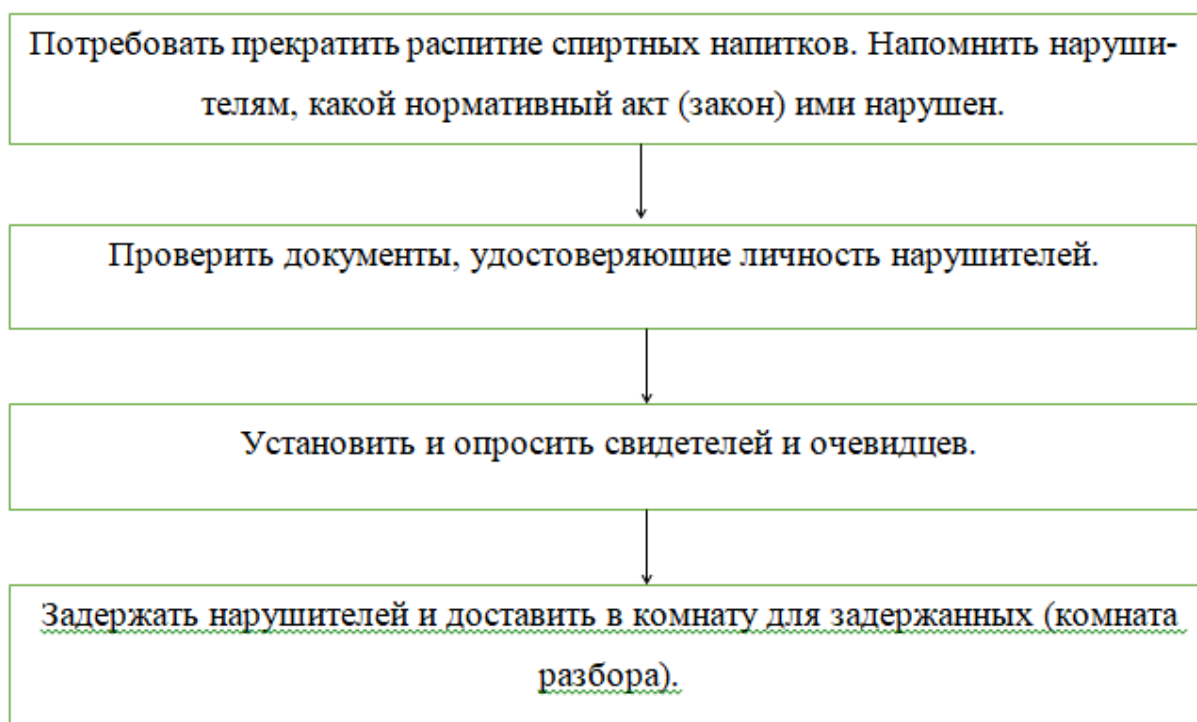 Потребовать прекратить распитие спиртных напитков. Напомнить наруши-
телям, какой нормативный акт (закон) ими нарушен.
Проверить документы, удостоверяющие личность нарушителей.
Установить и опросить свидетелей и очевидцев.
Задержать нарушителей и доставить в комнату для задержанных (комната
разбора).